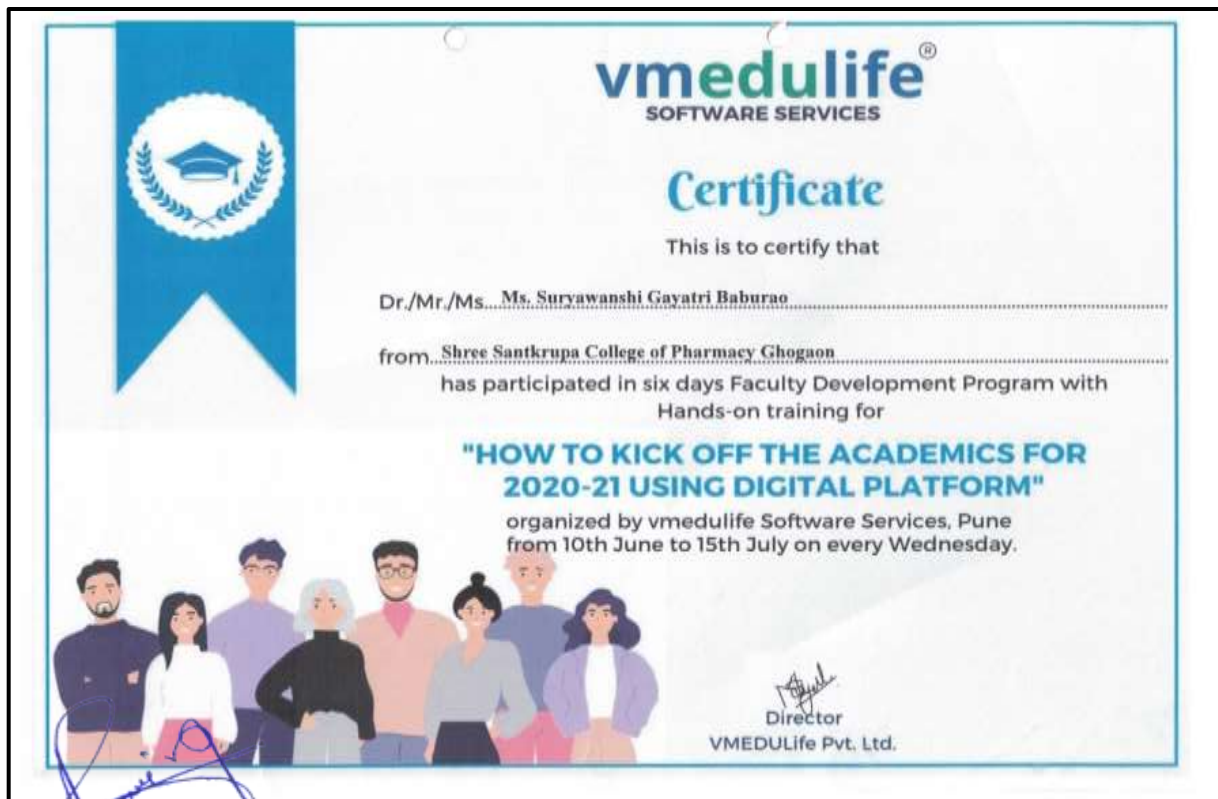 vmedulife®
SOFTWARE SERVICES
Certificate
This is to certify that
Dr./Mr./Ms. Ms. Suryawanshi Gayatri Baburao
from Shree Santkrupa College of Pharmacy Ghogaon
has participated in six days Faculty Development Program with
Hands-on training for
"HOW TO KICK OFF THE ACADEMICS FOR
2020-21 USING DIGITAL PLATFORM"
organized by vmedulife Software Services, Pune
from 10th June to 15th July on every Wednesday.
Director
VMEDULife Pvt. Ltd.